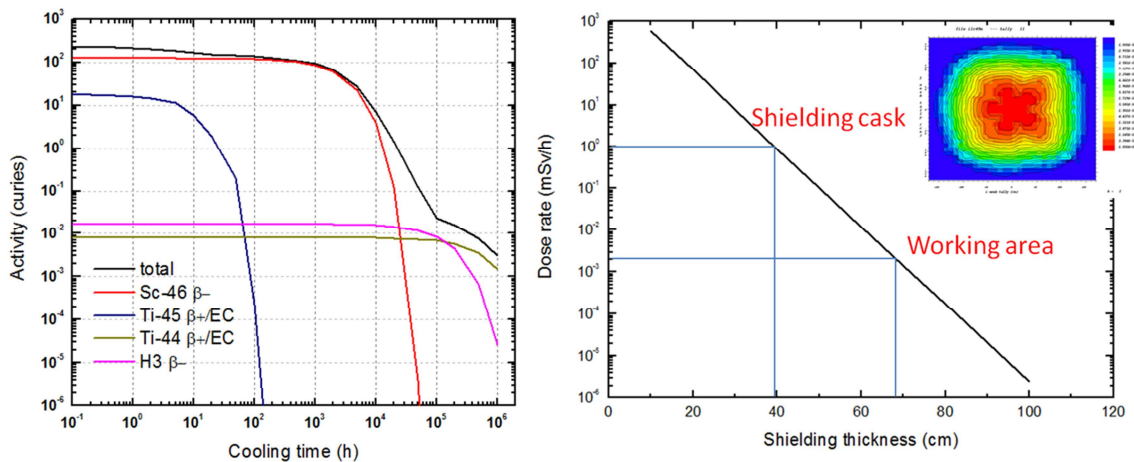 10³
10²
10¹
10⁰
10⁻¹
10⁻²
10⁻³
10⁻⁴
10⁻⁵
10⁻⁶
Activity (curies)
total
Sc-46 β−
Ti-45 β+/EC
Ti-44 β+/EC
H3 β−
10⁻¹ 10⁰ 10¹ 10² 10³ 10⁴ 10⁵ 10⁶
Cooling time (h)
10³
10²
10¹
10⁰
10⁻¹
10⁻²
10⁻³
10⁻⁴
10⁻⁵
10⁻⁶
Dose rate (mSv/h)
Shielding cask
Working area
0 20 40 60 80 100 120
Shielding thickness (cm)